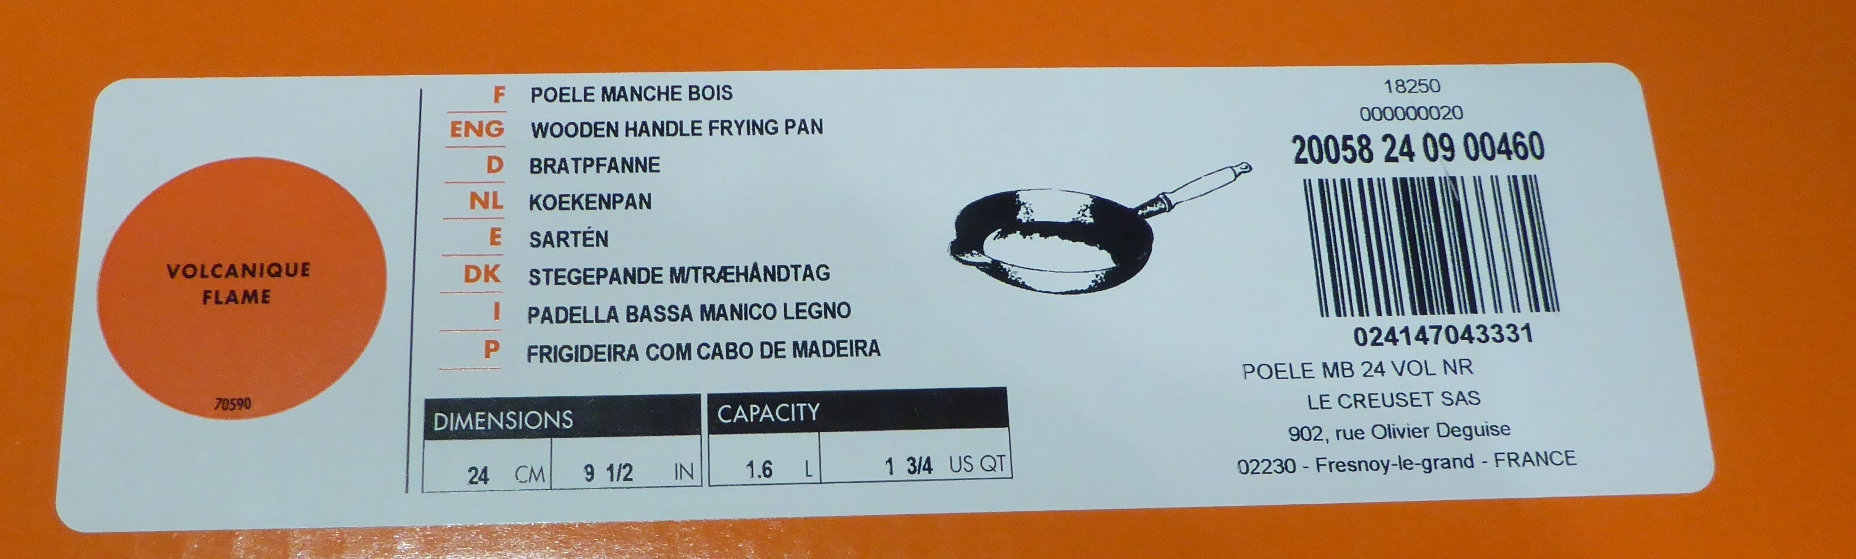 VOLCANIQUE
FLAME
70590
F POELE MANCHE BOIS
ENG WOODEN HANDLE FRYING PAN
D BRATPFANNE
NL KOEKENPAN
E SARTÉN
DK STEGEPANDE M/TRÆHÅNDTAG
I PADELLA BASSA MANICO LEGNO
P FRIGIDEIRA COM CABO DE MADEIRA
DIMENSIONS
24 CM 9 1/2 IN
CAPACITY
1.6 L 1 3/4 US QT
18250
000000020
20058 24 09 00460
024147043331
POELE MB 24 VOL NR
LE CREUSET SAS
902, rue Olivier Deguise
02230 - Fresnoy-le-grand - FRANCE